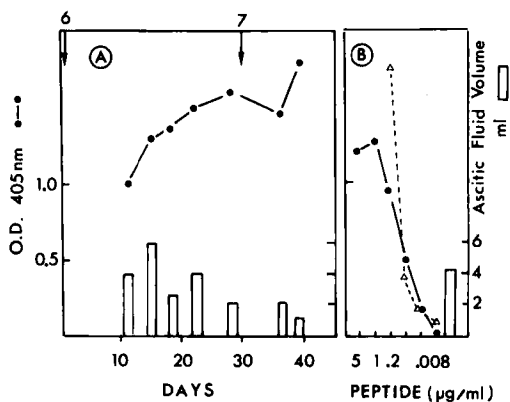 6
7
A
B
O.D. 405nm
1,0
0,5
10
20
30
40
DAYS
Ascitic Fluid Volume
ml
6
4
2
5 1 .2 .008
PEPTIDE (μg/ml)